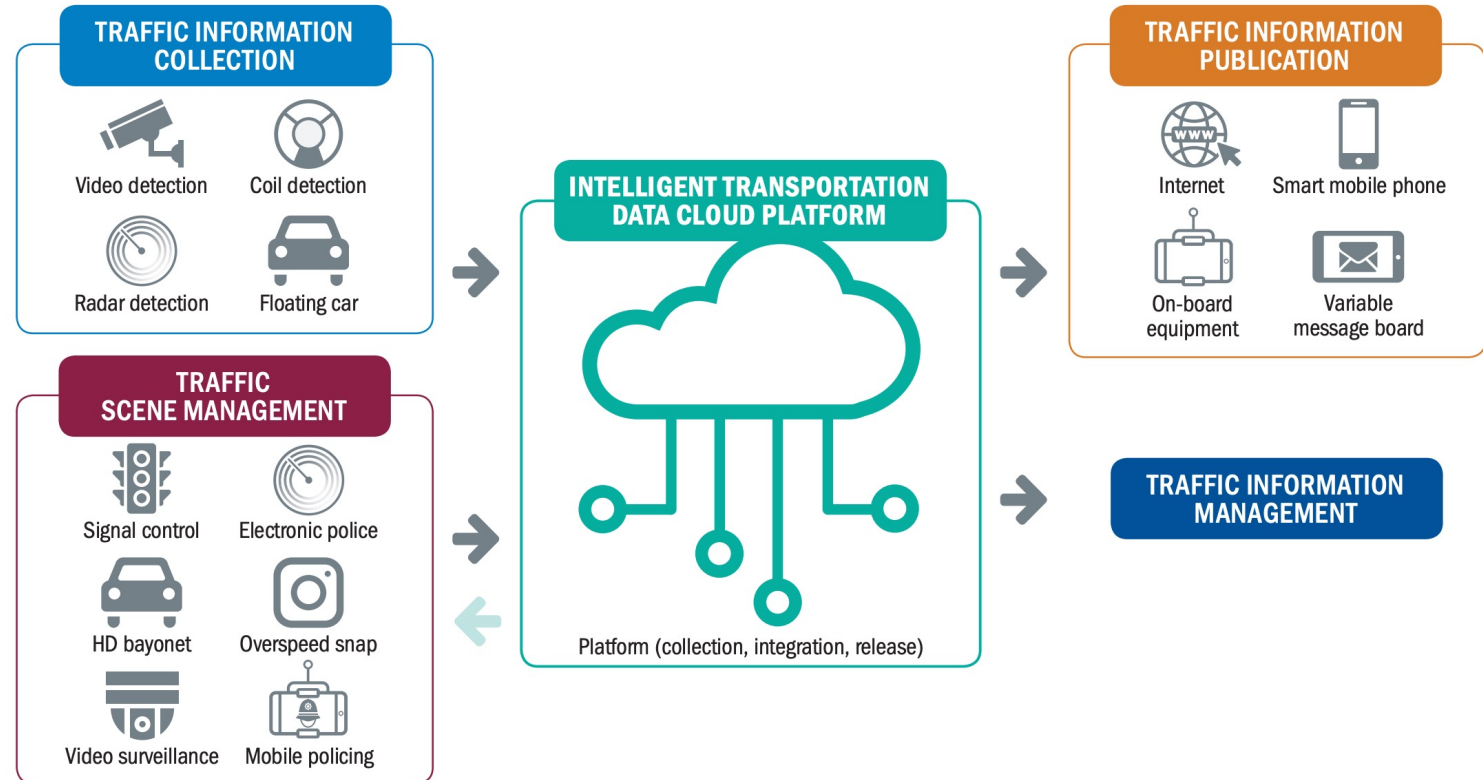 TRAFFIC INFORMATION
COLLECTION
Video detection
Coil detection
Radar detection
Floating car
TRAFFIC
SCENE MANAGEMENT
Signal control
Electronic police
HD bayonet
Overspeed snap
Video surveillance
Mobile policing
INTELLIGENT TRANSPORTATION
DATA CLOUD PLATFORM
Platform (collection, integration, release)
TRAFFIC INFORMATION
PUBLICATION
WWW
Internet
Smart mobile phone
On-board
equipment
Variable
message board
TRAFFIC INFORMATION
MANAGEMENT